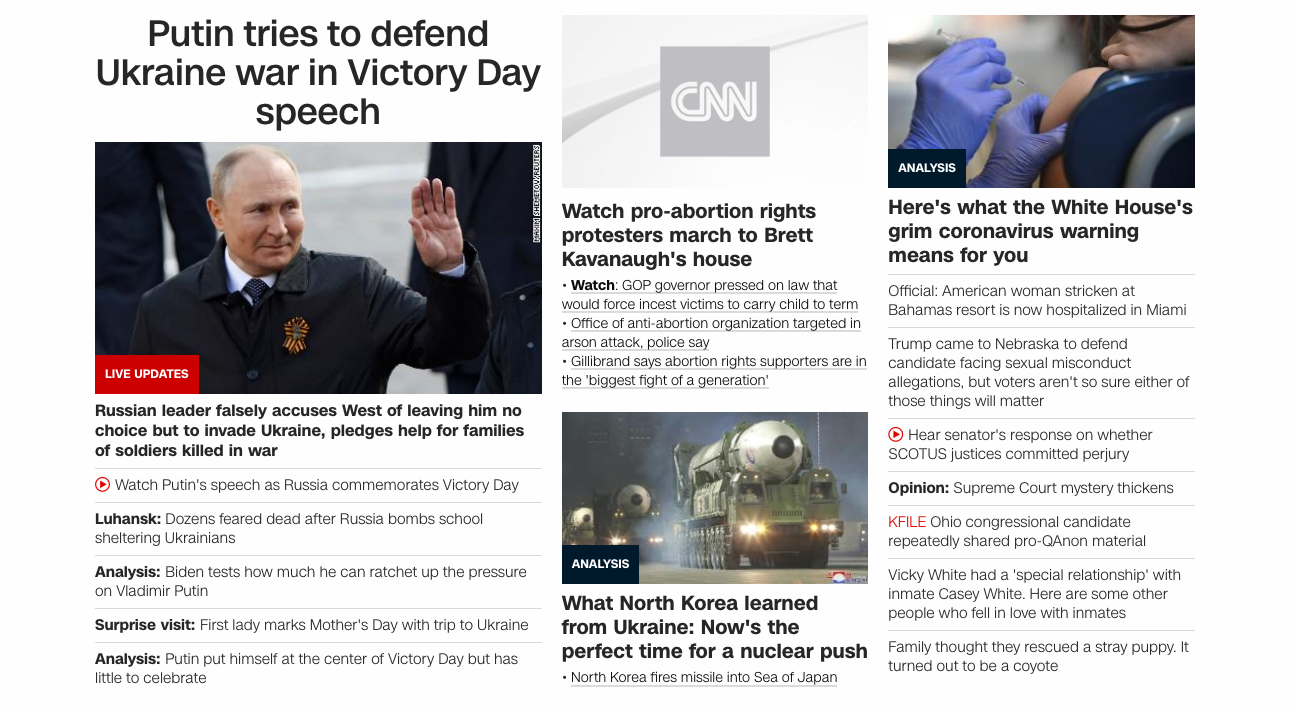 Putin tries to defend
Ukraine war in Victory Day
speech
MAXIM SHEMETOV/REUTERS
LIVE UPDATES
Russian leader falsely accuses West of leaving him no
choice but to invade Ukraine, pledges help for families
of soldiers killed in war
Watch Putin's speech as Russia commemorates Victory Day
Luhansk: Dozens feared dead after Russia bombs school
sheltering Ukrainians
Analysis: Biden tests how much he can ratchet up the pressure
on Vladimir Putin
Surprise visit: First lady marks Mother's Day with trip to Ukraine
Analysis: Putin put himself at the center of Victory Day but has
little to celebrate
CNN
Watch pro-abortion rights
protesters march to Brett
Kavanaugh's house
• Watch: GOP governor pressed on law that
would force incest victims to carry child to term
• Office of anti-abortion organization targeted in
arson attack, police say
• Gillibrand says abortion rights supporters are in
the 'biggest fight of a generation'
ANALYSIS
What North Korea learned
from Ukraine: Now's the
perfect time for a nuclear push
• North Korea fires missile into Sea of Japan
ANALYSIS
Here's what the White House's
grim coronavirus warning
means for you
Official: American woman stricken at
Bahamas resort is now hospitalized in Miami
Trump came to Nebraska to defend
candidate facing sexual misconduct
allegations, but voters aren't so sure either of
those things will matter
Hear senator's response on whether
SCOTUS justices committed perjury
Opinion: Supreme Court mystery thickens
KFILE Ohio congressional candidate
repeatedly shared pro-QAnon material
Vicky White had a 'special relationship' with
inmate Casey White. Here are some other
people who fell in love with inmates
Family thought they rescued a stray puppy. It
turned out to be a coyote